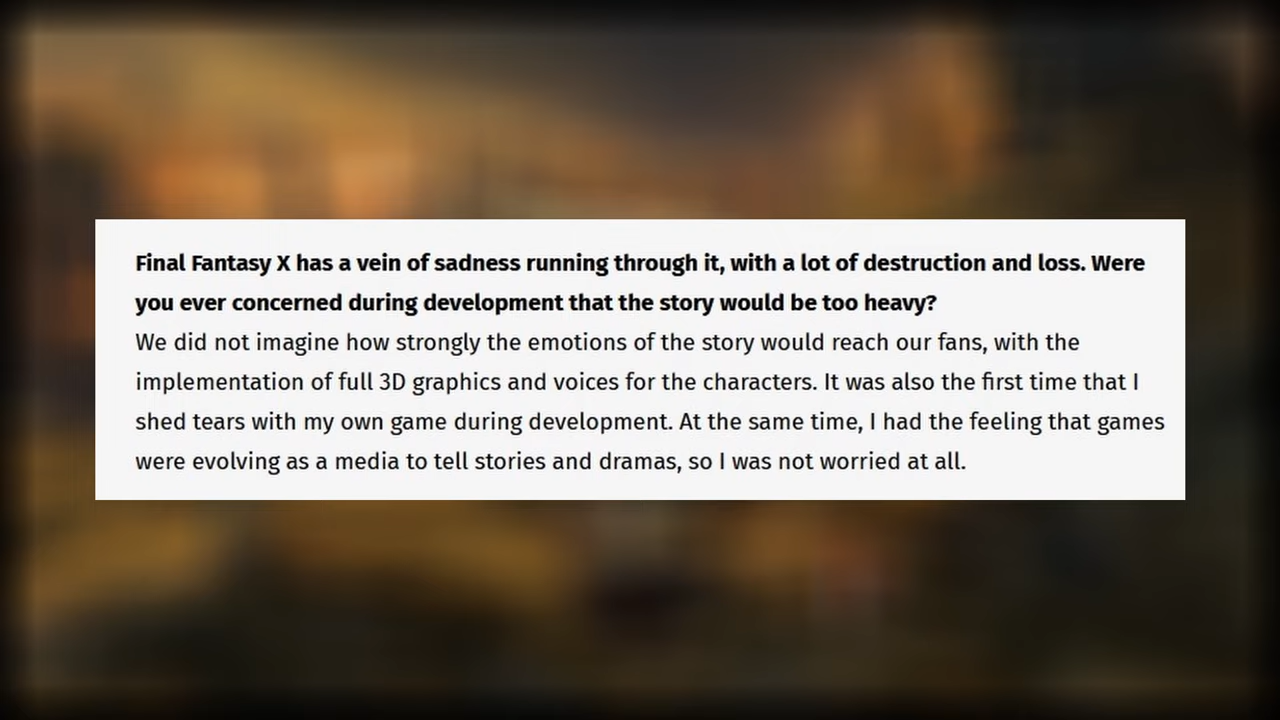 Final Fantasy X has a vein of sadness running through it, with a lot of destruction and loss. Were
you ever concerned during development that the story would be too heavy?
We did not imagine how strongly the emotions of the story would reach our fans, with the
implementation of full 3D graphics and voices for the characters. It was also the first time that I
shed tears with my own game during development. At the same time, I had the feeling that games
were evolving as a media to tell stories and dramas, so I was not worried at all.